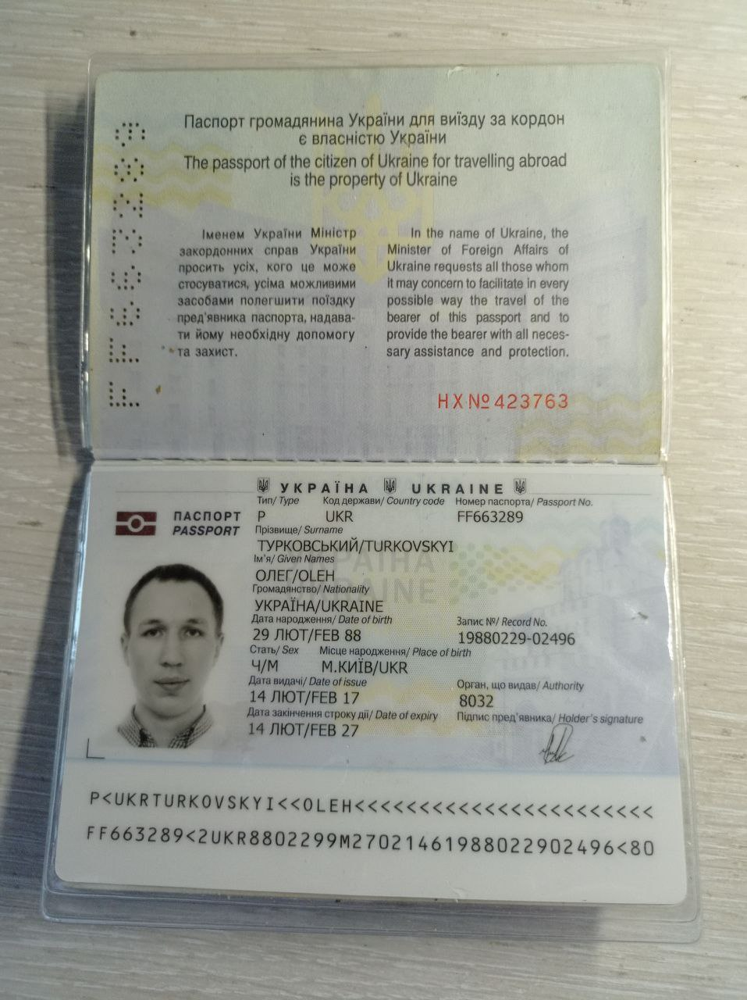 Паспорт громадянина України для виїзду за кордон
є власністю України
The passport of the citizen of Ukraine for travelling abroad
is the property of Ukraine
Іменем України Міністр
закордонних справ України
просить усіх, кого це може
стосуватися, усіма можливими
засобами полегшити поїздку
пред'явника паспорта, надава-
ти йому необхідну допомогу
та захист.
In the name of Ukraine, the
Minister of Foreign Affairs of
Ukraine requests all those whom
it may concern to facilitate in every
possible way the travel of the
bearer of this passport and to
provide the bearer with all neces-
sary assistance and protection.
НХ№423763
FF663289
УКРАЇНА UKRAINE
Тип/ Type Код держави/ Country code Номер паспорта/ Passport No.
ПАСПОРТ P UKR FF663289
PASSPORT Прізвище/ Surname
ТУРКОВСЬКИЙ/TURKOVSKYI
Ім'я/ Given Names
ОЛЕГ/OLEH
Громадянство/ Nationality
УКРАЇНА/UKRAINE
Дата народження/ Date of birth Запис №/ Record No.
29 ЛЮТ/FEB 88 19880229-02496
Стать/ Sex Місце народження/ Place of birth
Ч/M М.КИЇВ/UKR
Дата видачі/ Date of issue Орган, що видав/ Authority
14 ЛЮТ/FEB 17 8032
Дата закінчення строку дії/ Date of expiry Підпис пред'явника/ Holder's signature
14 ЛЮТ/FEB 27
P<UKRTURKOVSKYI<<OLEH<<<<<<<<<<<<<<<<<<<<<<<
FF663289<2UKR8802299M2702146198802290​2496<80